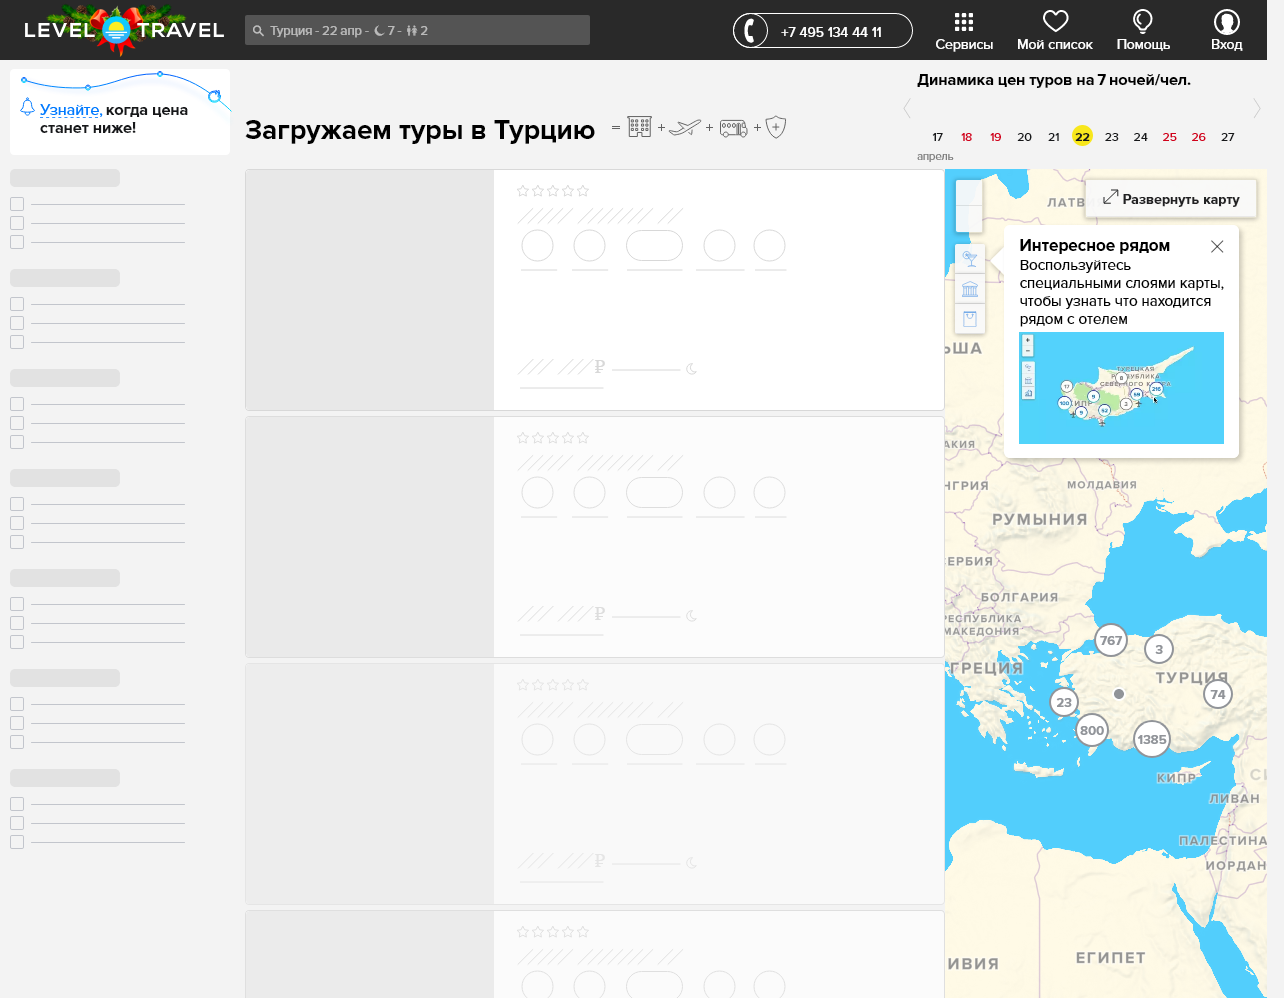 LEVEL TRAVEL
Турция - 22 апр - 7 - 2
+7 495 134 44 11
Сервисы
Мой список
Помощь
Вход
Узнайте, когда цена
станет ниже!
Загружаем туры в Турцию
= + + +
Динамика цен туров на 7 ночей/чел.
17 18 19 20 21 22 23 24 25 26 27
апрель
₽
₽
₽
ЛАТВ
Развернуть карту
Интересное рядом
Воспользуйтесь
специальными слоями карты,
чтобы узнать что находится
рядом с отелем
ЬША
АКИЯ
НГРИЯ
МОЛДАВИЯ
РУМЫНИЯ
ЕРБИЯ
БОЛГАРИЯ
РЕСПУБЛИКА
МАКЕДОНИЯ
767
3
ГРЕЦИЯ
ТУРЦИЯ
74
23
800
1385
КИПР
СИ
ЛИВАН
ПАЛЕСТИНА
ИОРДАН
ЕГИПЕТ
ИВИЯ